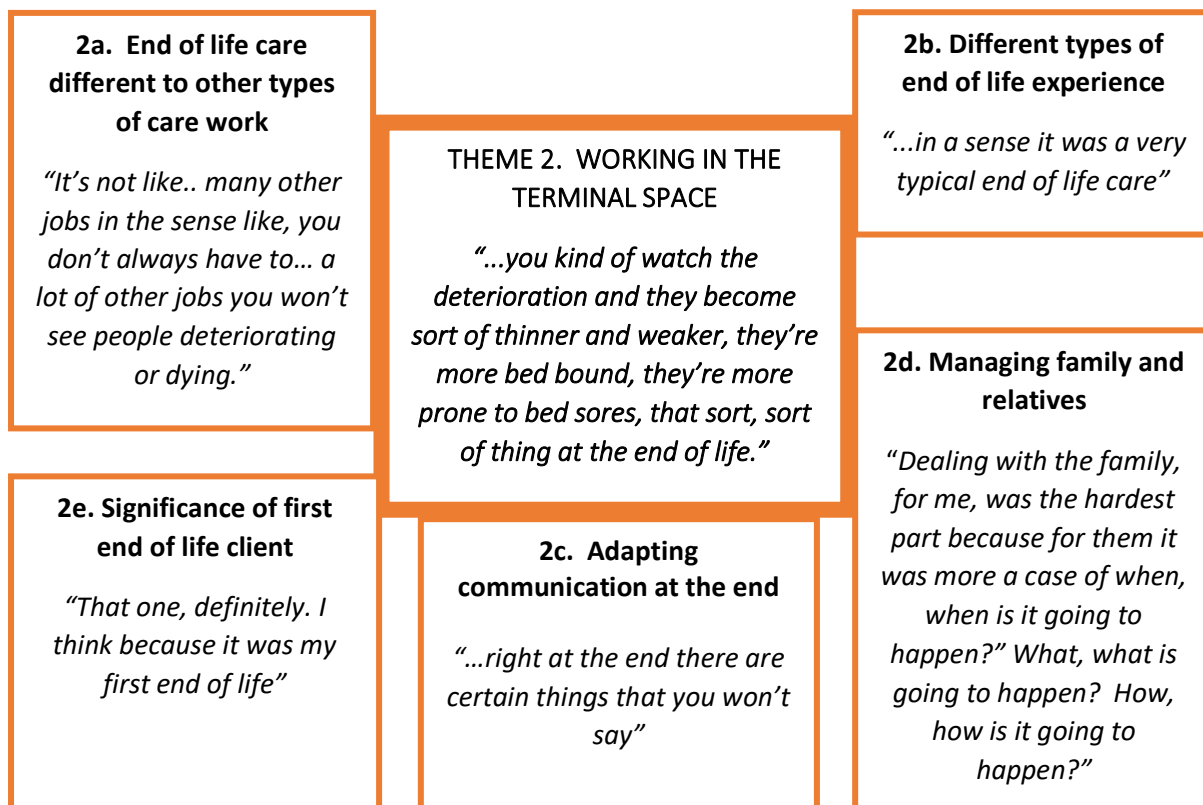 2a.  End of life care
different to other types
of care work
“It’s not like.. many other
jobs in the sense like, you
don’t always have to… a
lot of other jobs you won’t
see people deteriorating
or dying.”
THEME 2.  WORKING IN THE
TERMINAL SPACE
“...you kind of watch the
deterioration and they become
sort of thinner and weaker, they’re
more bed bound, they’re more
prone to bed sores, that sort, sort
of thing at the end of life.”
2b. Different types of
end of life experience
“...in a sense it was a very
typical end of life care”
2e. Significance of first
end of life client
“That one, definitely. I
think because it was my
first end of life”
2c.  Adapting
communication at the end
“…right at the end there are
certain things that you won’t
say”
2d. Managing family and
relatives
“Dealing with the family,
for me, was the hardest
part because for them it
was more a case of when,
when is it going to
happen?” What, what is
going to happen?  How,
how is it going to
happen?”